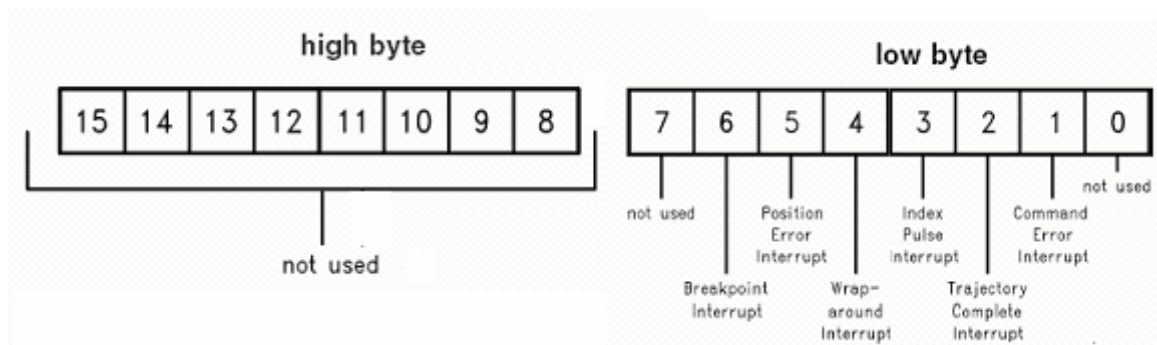 high byte
low byte
15 14 13 12 11 10 9 8
7 6 5 4 3 2 1 0
not used
not used
Breakpoint
Interrupt
Position
Error
Interrupt
Wrap-
around
Interrupt
Index
Pulse
Interrupt
Trajectory
Complete
Interrupt
Command
Error
Interrupt
not used